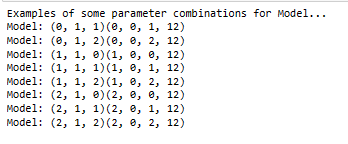 Examples of some parameter combinations for Model...
Model: (0, 1, 1)(0, 0, 1, 12)
Model: (0, 1, 2)(0, 0, 2, 12)
Model: (1, 1, 0)(1, 0, 0, 12)
Model: (1, 1, 1)(1, 0, 1, 12)
Model: (1, 1, 2)(1, 0, 2, 12)
Model: (2, 1, 0)(2, 0, 0, 12)
Model: (2, 1, 1)(2, 0, 1, 12)
Model: (2, 1, 2)(2, 0, 2, 12)